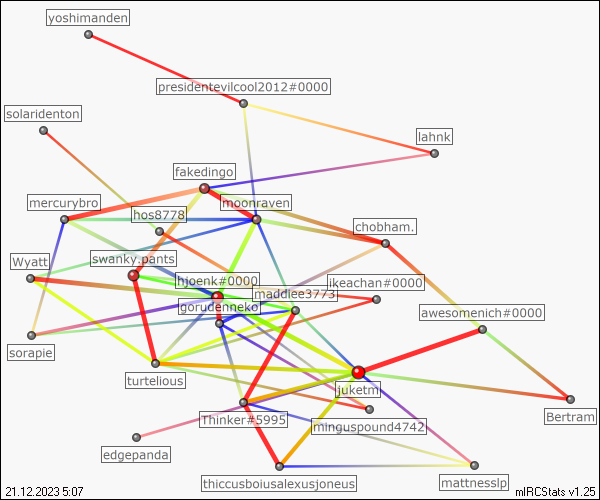 yoshimanden
presidentevilcool2012#0000
solaridenton
lahnk
fakedingo
mercurybro
moonraven
hos8778
chobham.
Wyatt
swanky.pants
hjoenk#0000
maddiee3773
ikeachan#0000
gorudenneko
awesomenich#0000
sorapie
turtelious
juketm
Thinker#5995
minguspound4742
Bertram
edgepanda
thiccusboiusalexusjoneus
mattnesslp
21.12.2023 5:07
mIRCStats v1.25